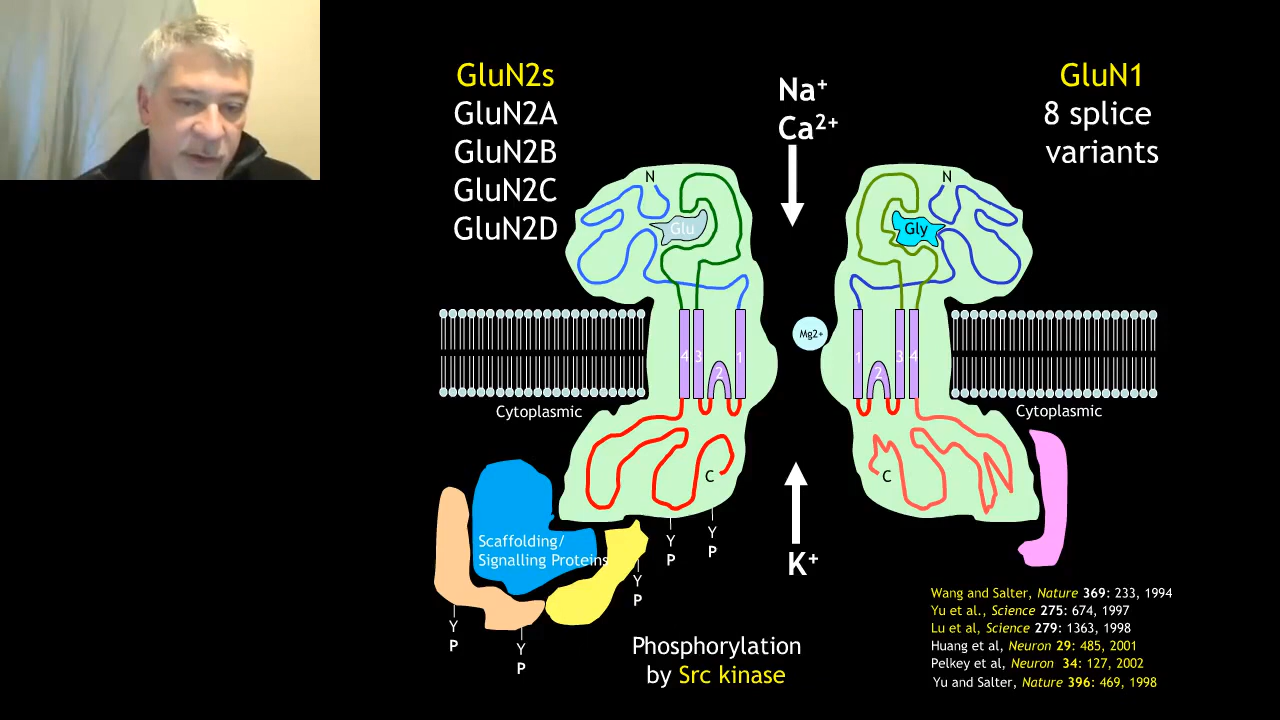 GluN2s
GluN2A
GluN2B
GluN2C
GluN2D
Na⁺
Ca²⁺
GluN1
8 splice
variants
N
Glu
N
Gly
4 3 2 1
Mg2+
1 2 3 4
Cytoplasmic
Cytoplasmic
C
C
Scaffolding/
Signalling Proteins
Y
P
Y
P
Y
P
Y
P
Y
P
K⁺
Phosphorylation
by Src kinase
Wang and Salter, Nature 369: 233, 1994
Yu et al., Science 275: 674, 1997
Lu et al, Science 279: 1363, 1998
Huang et al, Neuron 29: 485, 2001
Pelkey et al, Neuron 34: 127, 2002
Yu and Salter, Nature 396: 469, 1998